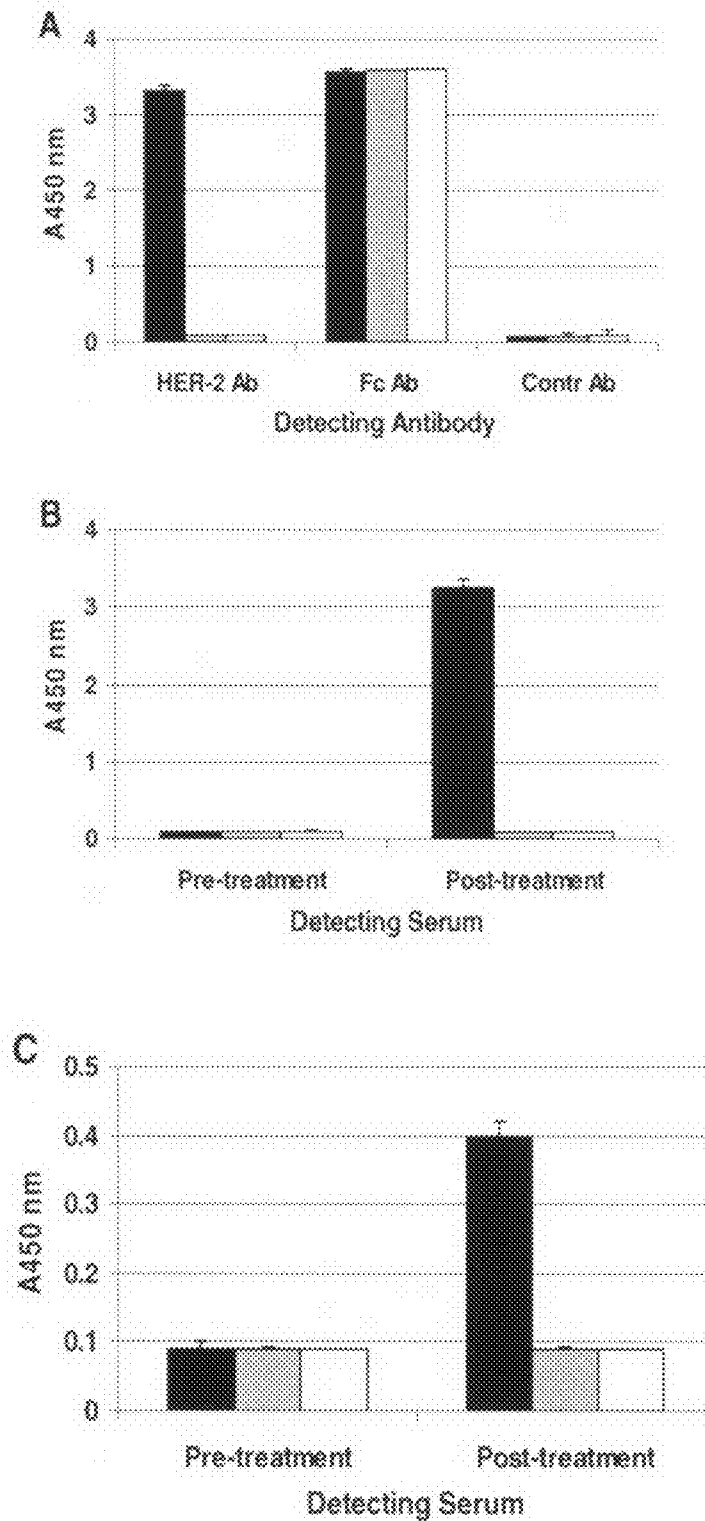 A
4
3
2
1
0
A450 nm
HER-2 Ab Fc Ab Contr Ab
Detecting Antibody
B
4
3
2
1
0
A450 nm
Pre-treatment Post-treatment
Detecting Serum
C
0.5
0.4
0.3
0.2
0.1
0
A450 nm
Pre-treatment Post-treatment
Detecting Serum